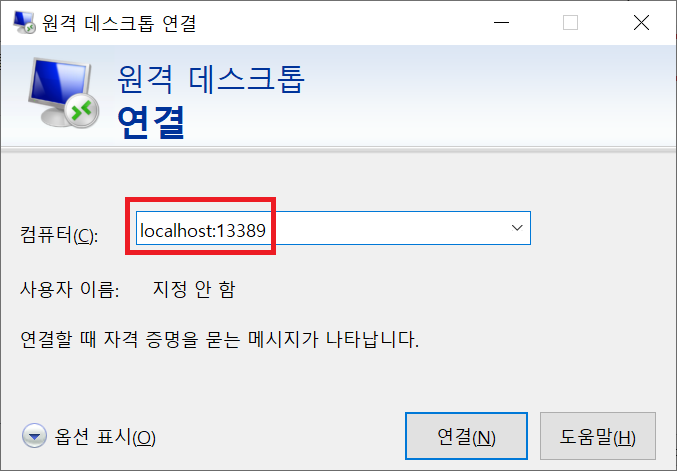 원격 데스크톱 연결
원격 데스크톱
연결
컴퓨터(C):
localhost:13389
사용자 이름: 지정 안 함
연결할 때 자격 증명을 묻는 메시지가 나타납니다.
옵션 표시(O)
연결(N)
도움말(H)